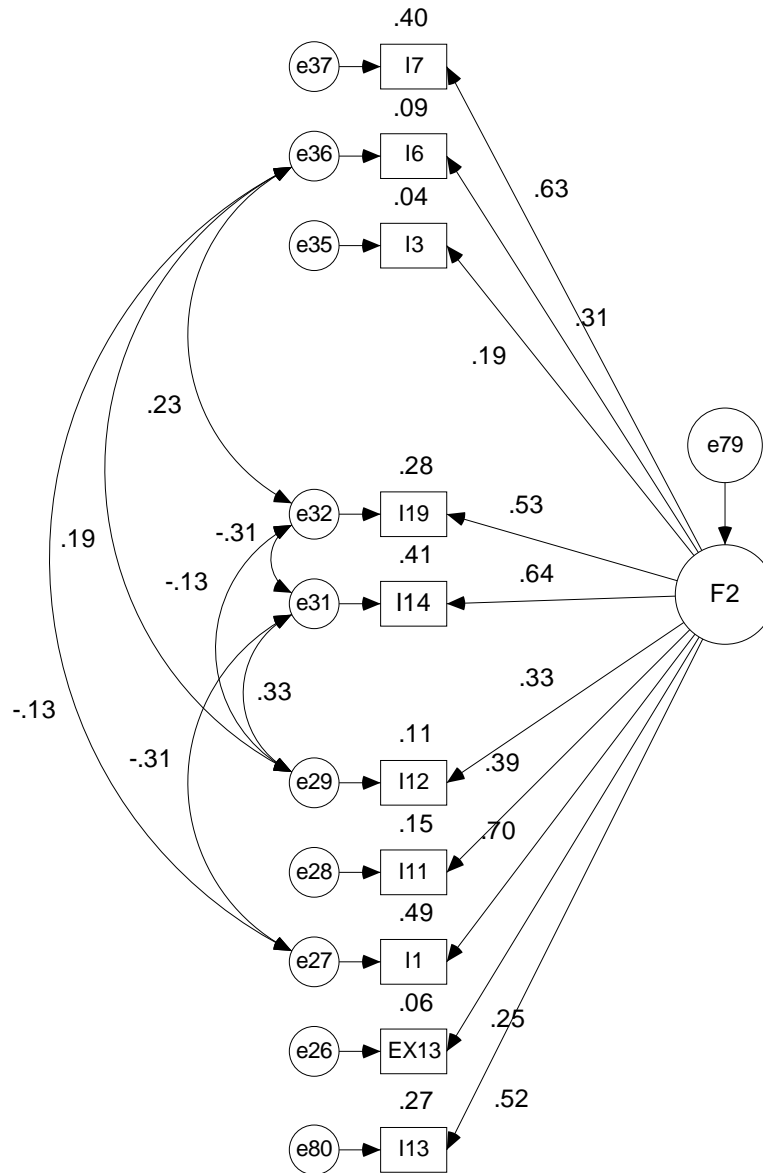 .40
e37 I7
.09
e36 I6
.63
.04
e35 I3
.31
.19
.23
e79
.28
e32 I19
.53
-.31
.19
.41
-.13
.64
e31 I14
F2
.33
.33
-.13
-.31
.11
.39
e29 I12
.15
.70
e28 I11
.49
e27 I1
.06
.25
e26 EX13
.27
.52
e80 I13